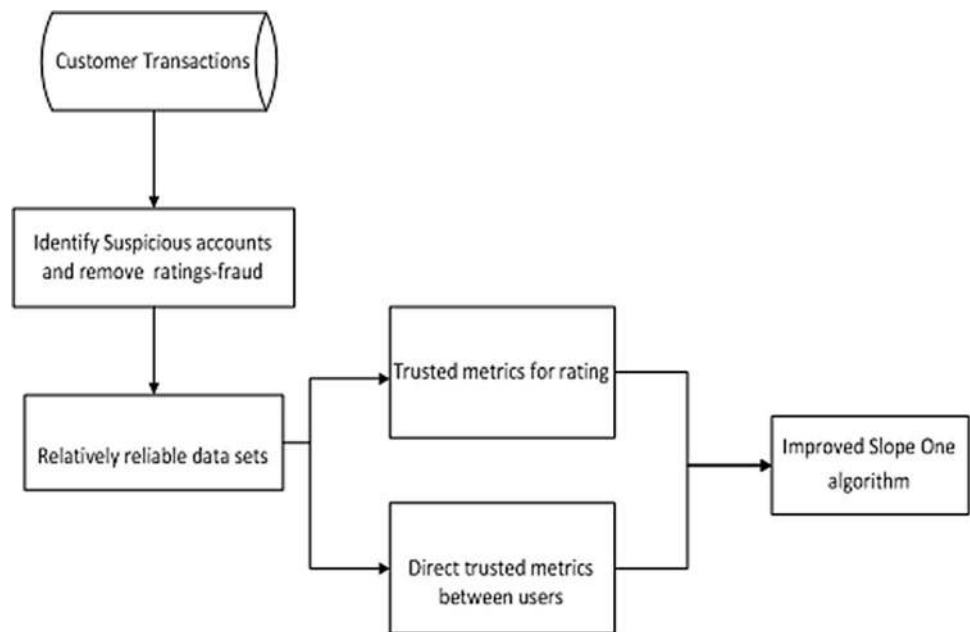 Customer Transactions
Identify Suspicious accounts
and remove ratings-fraud
Relatively reliable data sets
Trusted metrics for rating
Direct trusted metrics
between users
Improved Slope One
algorithm